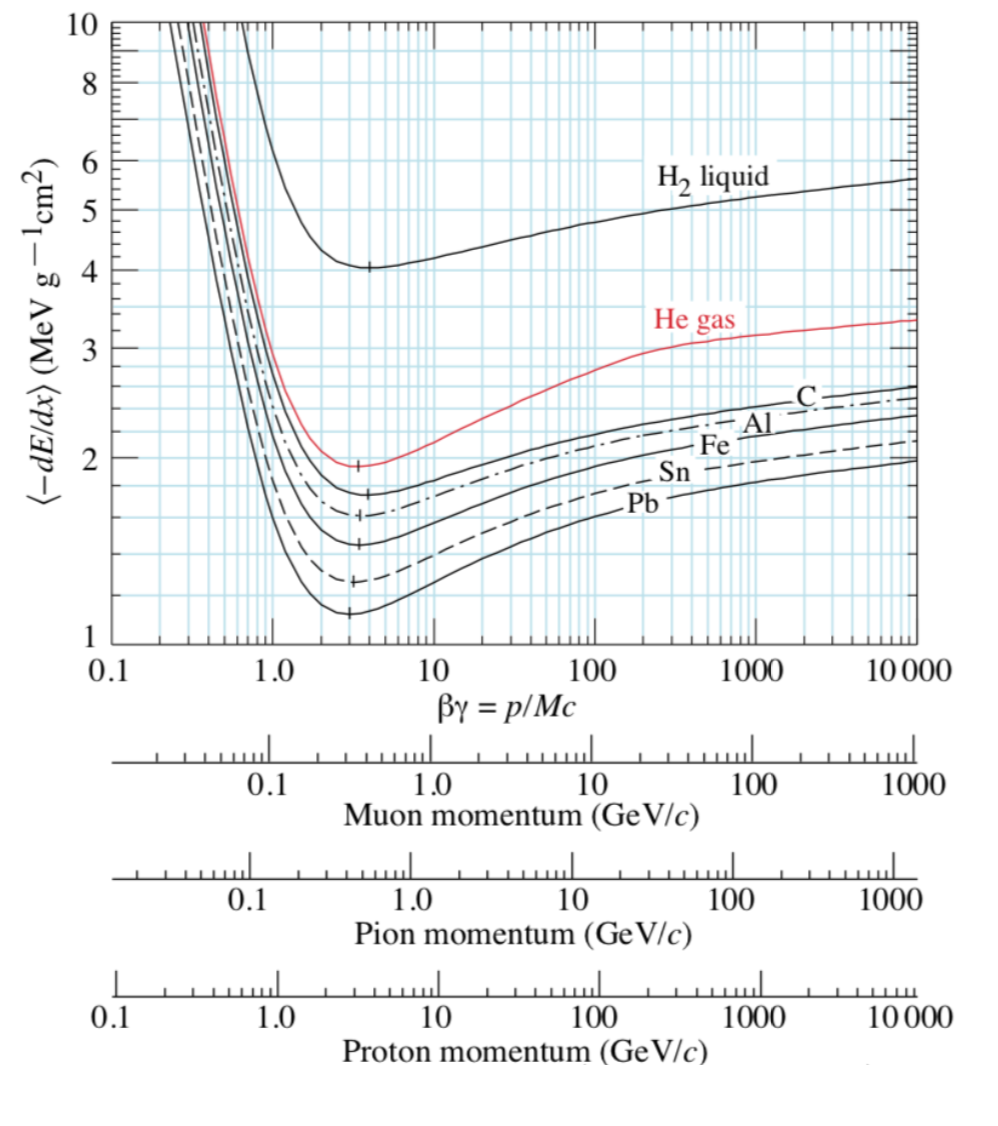 10
8
6
5
4
3
2
1
⟨–dE/dx⟩ (MeV g—1cm2)
H2 liquid
He gas
C
Al
Fe
Sn
Pb
0.1 1.0 10 100 1000 10 000
βγ = p/Mc
0.1 1.0 10 100 1000
Muon momentum (GeV/c)
0.1 1.0 10 100 1000
Pion momentum (GeV/c)
0.1 1.0 10 100 1000 10 000
Proton momentum (GeV/c)